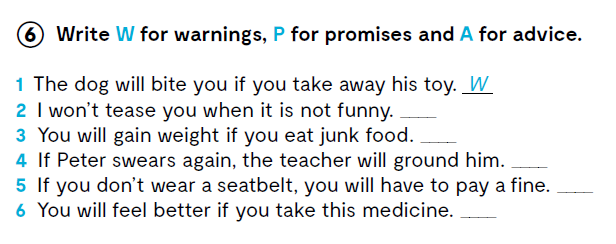 6 Write W for warnings, P for promises and A for advice.
1 The dog will bite you if you take away his toy. W
2 I won't tease you when it is not funny. ____
3 You will gain weight if you eat junk food. ____
4 If Peter swears again, the teacher will ground him. ____
5 If you don't wear a seatbelt, you will have to pay a fine. ____
6 You will feel better if you take this medicine. ____